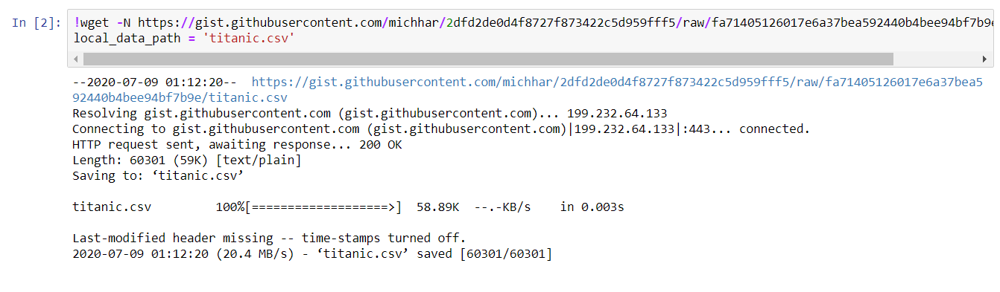 In [2]: !wget -N https://gist.githubusercontent.com/michhar/2dfd2de0d4f8727f873422c5d959fff5/raw/fa71405126017e6a37bea592440b4bee94bf7b9e
local_data_path = 'titanic.csv'
--2020-07-09 01:12:20-- https://gist.githubusercontent.com/michhar/2dfd2de0d4f8727f873422c5d959fff5/raw/fa71405126017e6a37bea5
92440b4bee94bf7b9e/titanic.csv
Resolving gist.githubusercontent.com (gist.githubusercontent.com)... 199.232.64.133
Connecting to gist.githubusercontent.com (gist.githubusercontent.com)|199.232.64.133|:443... connected.
HTTP request sent, awaiting response... 200 OK
Length: 60301 (59K) [text/plain]
Saving to: ‘titanic.csv’
titanic.csv 100%[===================>] 58.89K --.-KB/s in 0.003s
Last-modified header missing -- time-stamps turned off.
2020-07-09 01:12:20 (20.4 MB/s) - ‘titanic.csv’ saved [60301/60301]